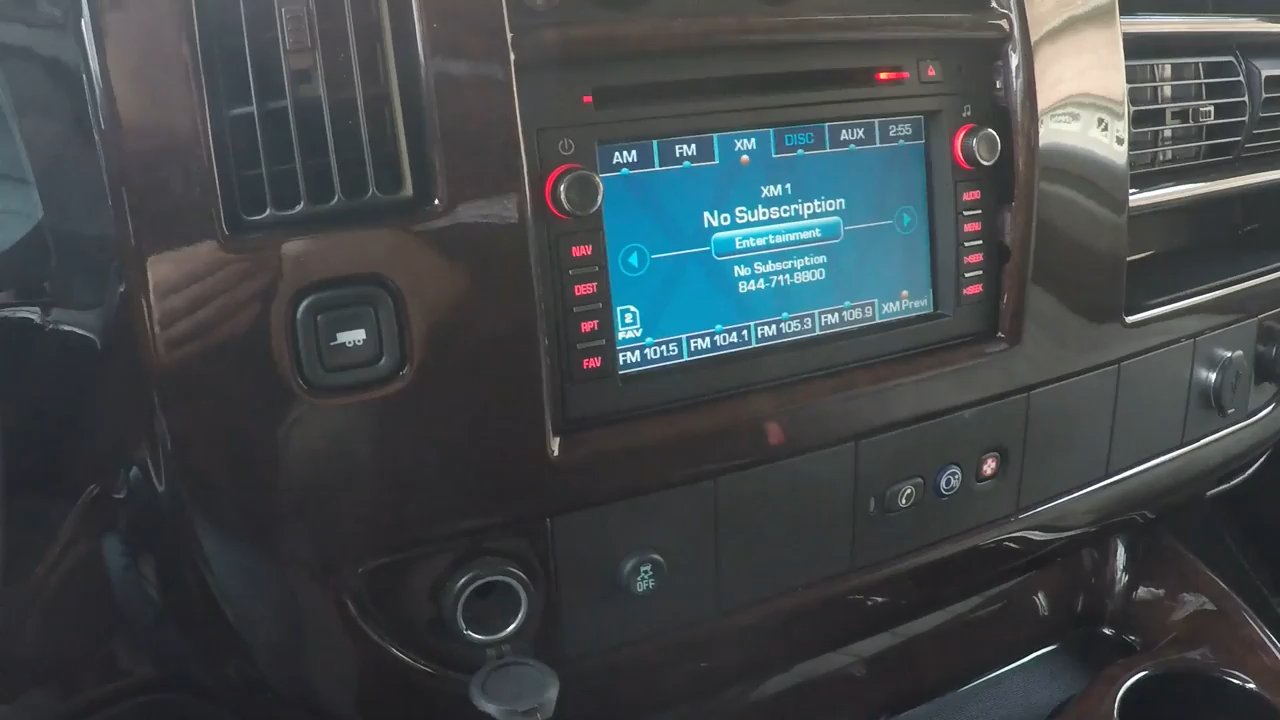 AM FM XM DISC AUX 2:55
XM 1
No Subscription
Entertainment
No Subscription
844-711-8800
2
FAV
FM 101.5 FM 104.1 FM 105.3 FM 106.9 XM Previ
NAV
DEST
RPT
FAV
AUDIO
MENU
SEEK
SEEK
OFF